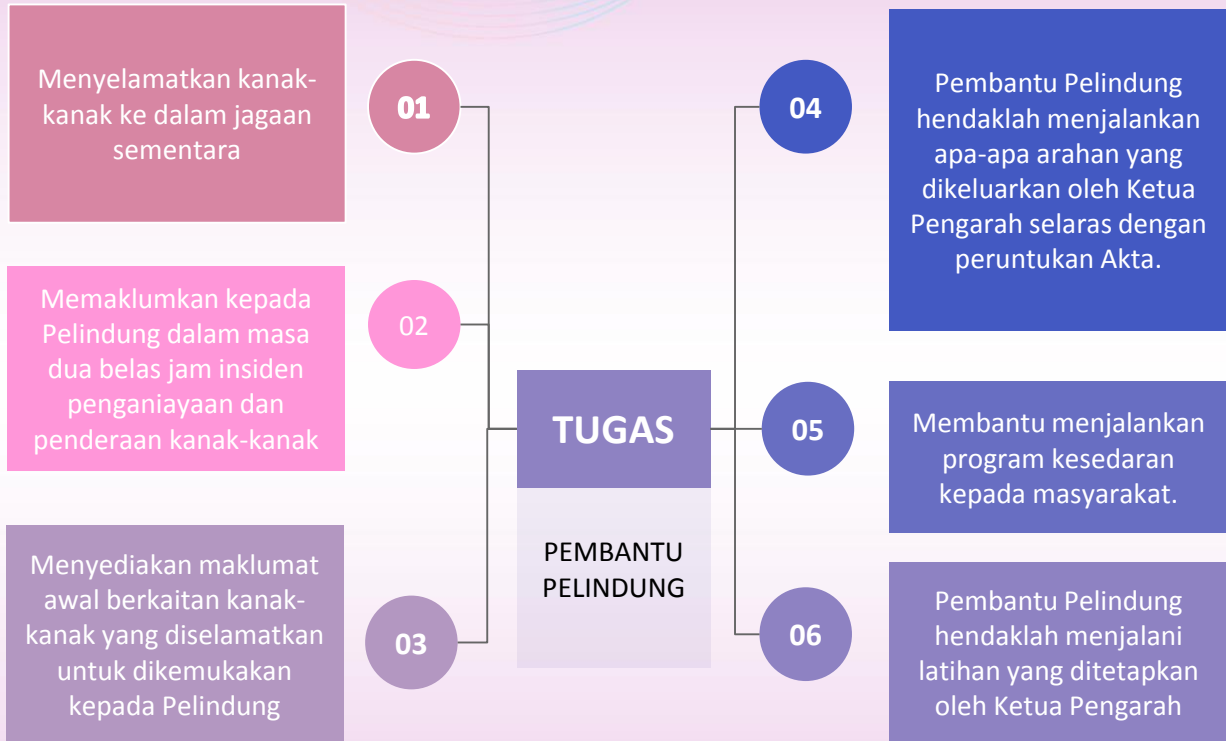 Menyelamatkan kanak-
kanak ke dalam jagaan
sementara
01
Memaklumkan kepada
Pelindung dalam masa
dua belas jam insiden
penganiayaan dan
penderaan kanak-kanak
02
Menyediakan maklumat
awal berkaitan kanak-
kanak yang diselamatkan
untuk dikemukakan
kepada Pelindung
03
TUGAS
PEMBANTU
PELINDUNG
04
Pembantu Pelindung
hendaklah menjalankan
apa-apa arahan yang
dikeluarkan oleh Ketua
Pengarah selaras dengan
peruntukan Akta.
05
Membantu menjalankan
program kesedaran
kepada masyarakat.
06
Pembantu Pelindung
hendaklah menjalani
latihan yang ditetapkan
oleh Ketua Pengarah